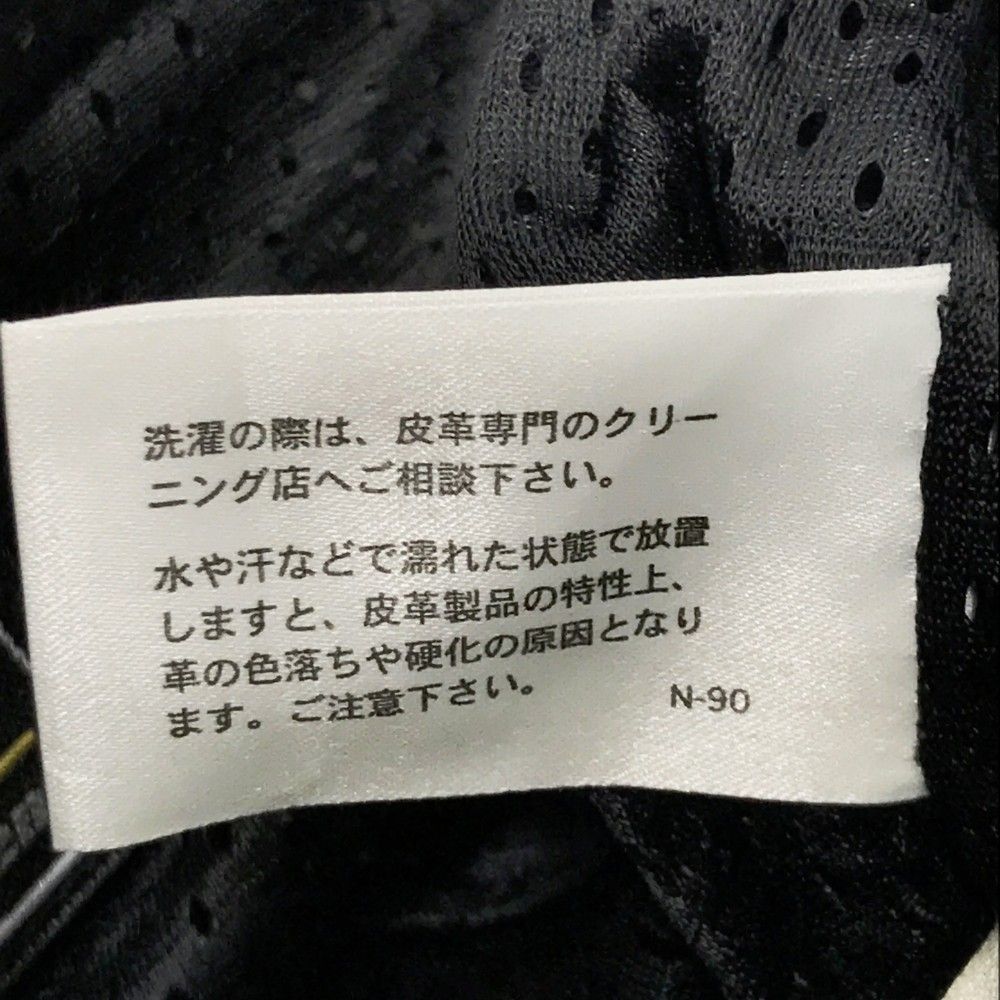 洗濯の際は、皮革専門のクリー
ニング店へご相談下さい。
水や汗などで濡れた状態で放置
しますと、皮革製品の特性上、
革の色落ちや硬化の原因となり
ます。ご注意下さい。
N-90